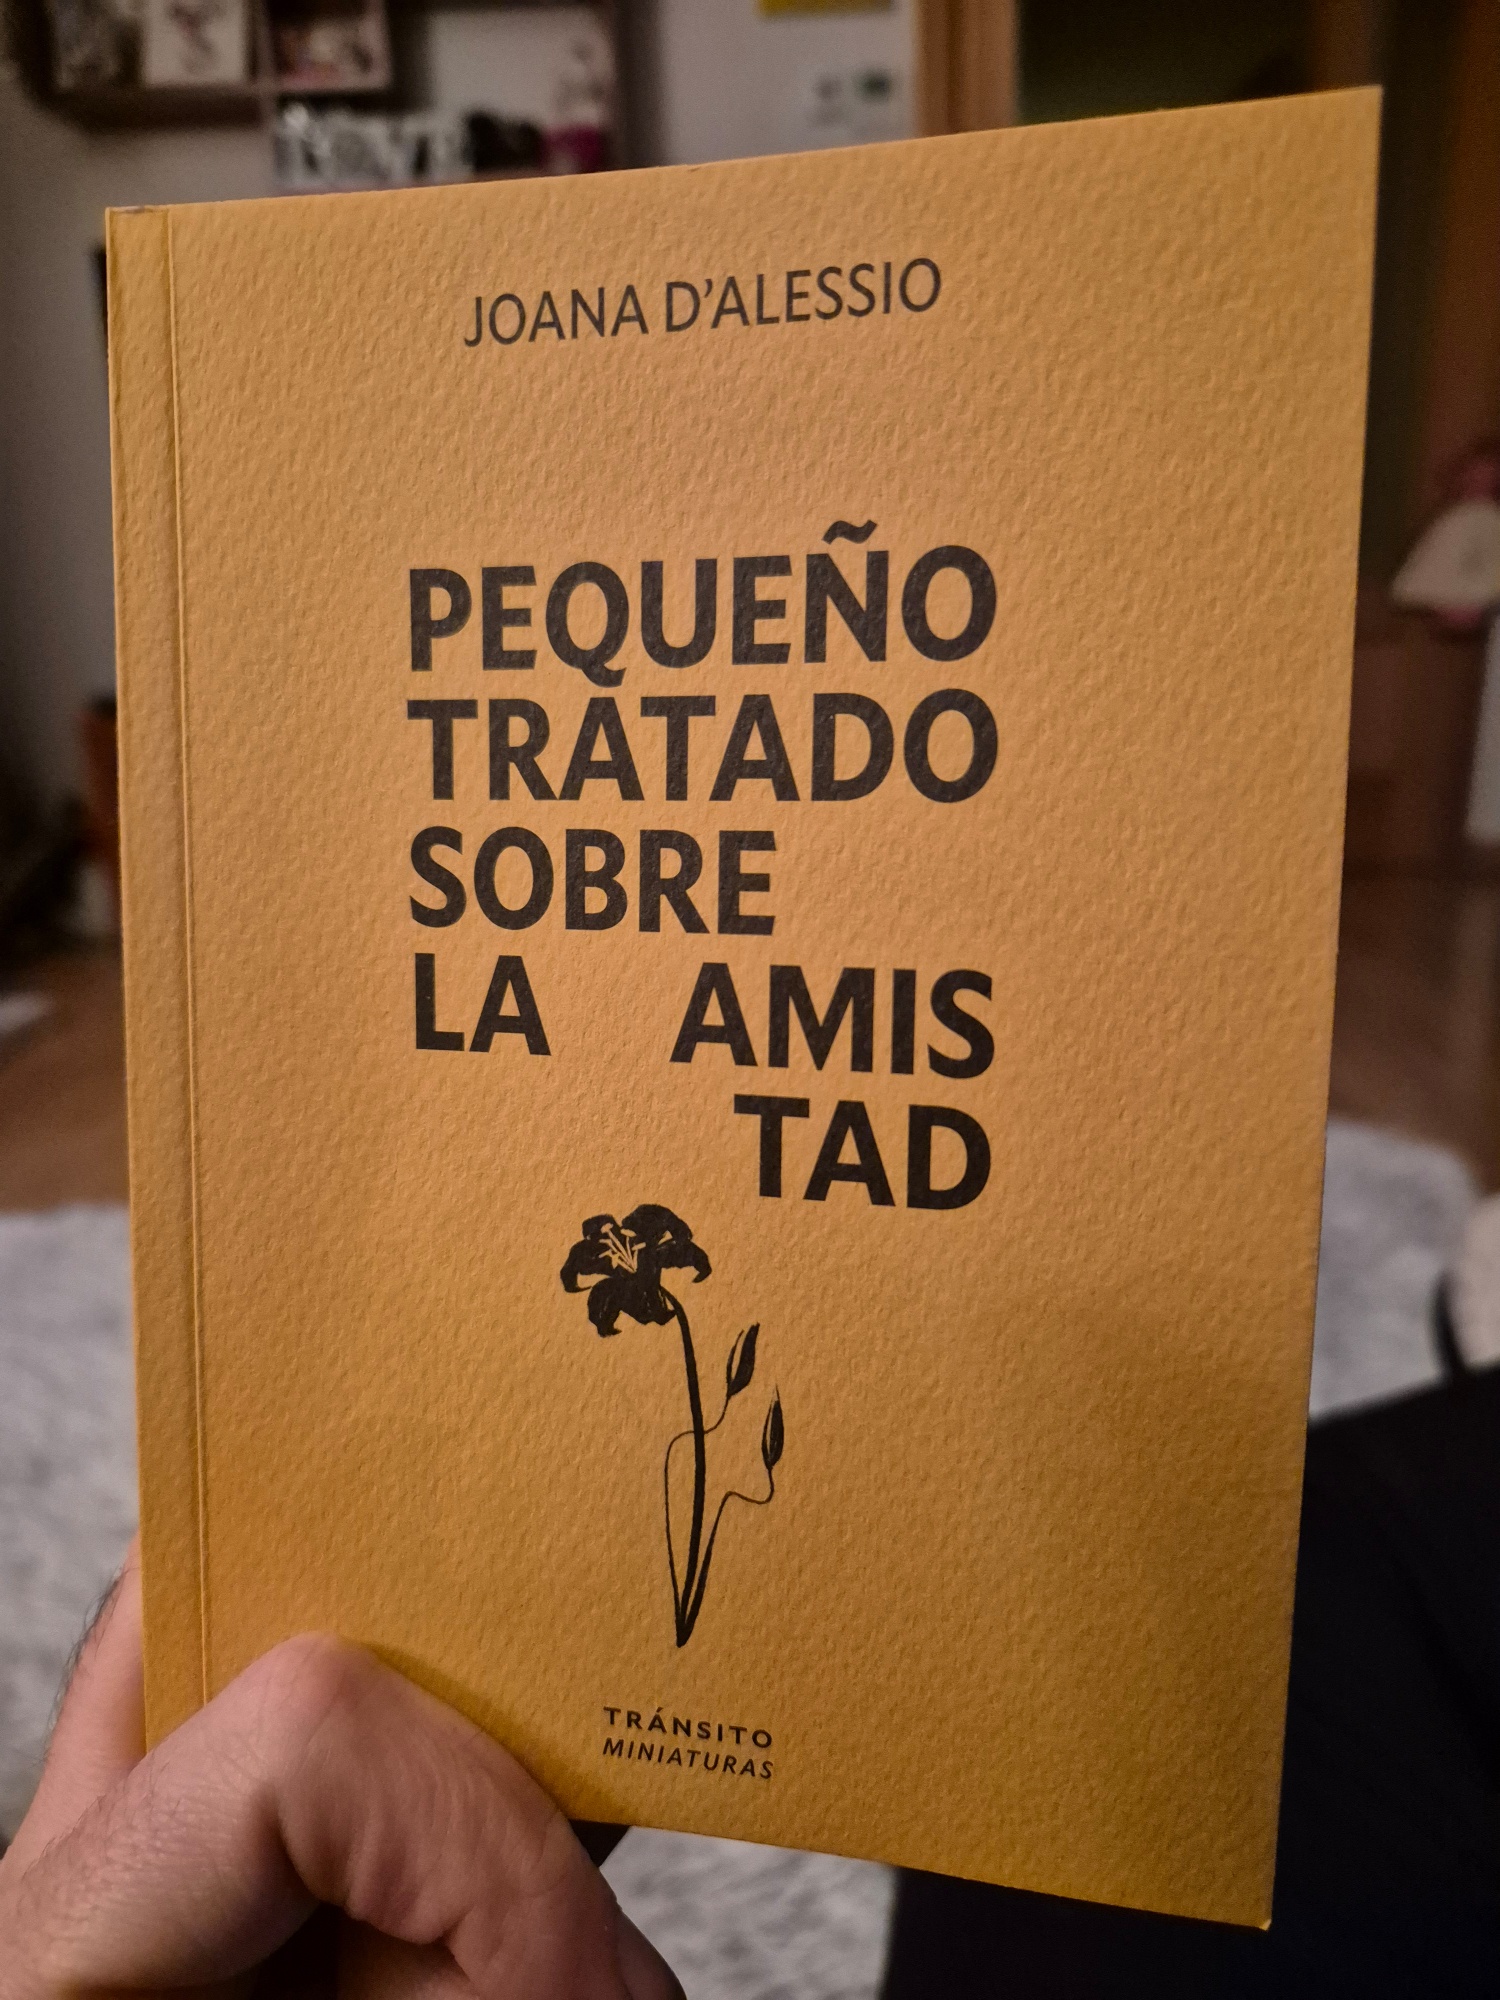 JOANA D'ALESSIO
PEQUEÑO
TRATADO
SOBRE
LA AMIS
TAD
TRÁNSITO
MINIATURAS